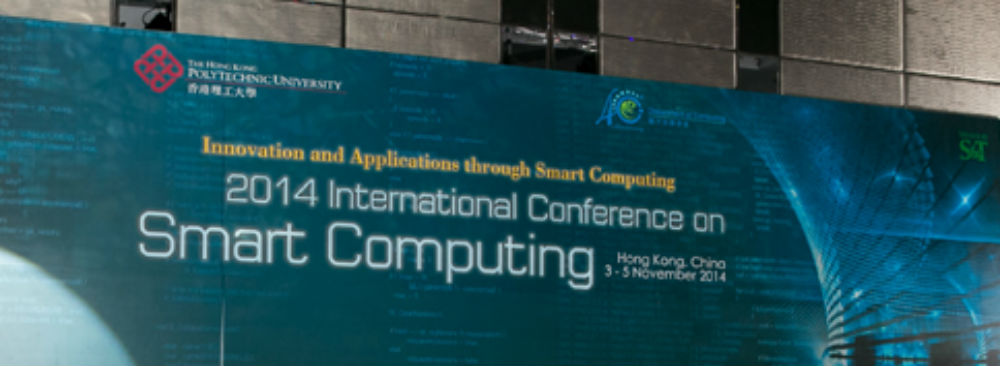 THE HONG KONG
POLYTECHNIC UNIVERSITY
香港理工大學
Innovation and Applications through Smart Computing
2014 International Conference on
Smart Computing
Hong Kong, China
3 - 5 November 2014